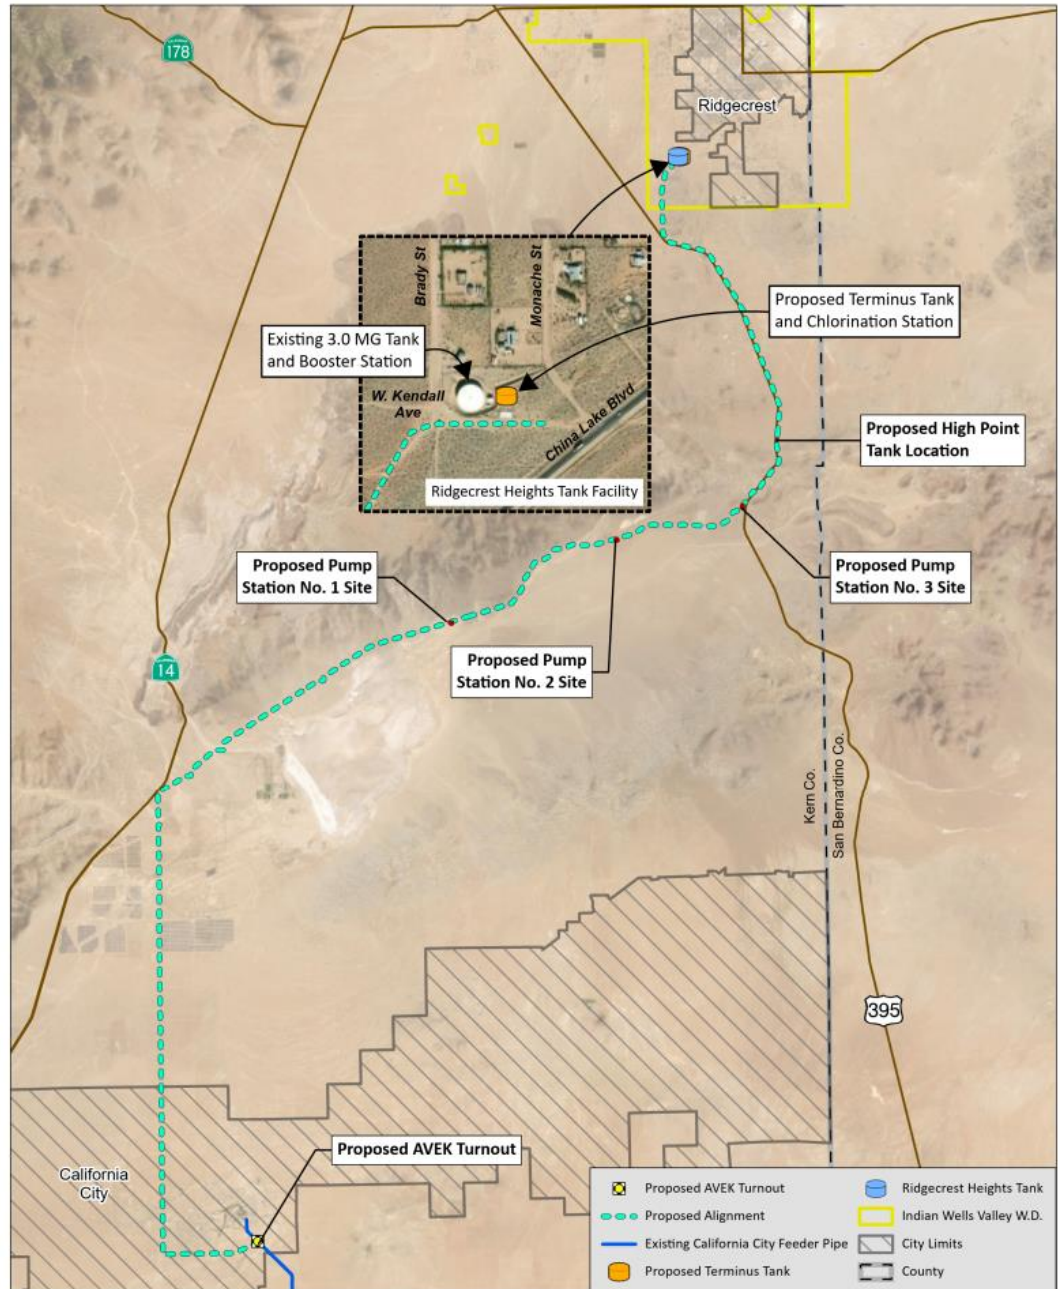 CALIFORNIA
178
Ridgecrest
Brady St
Monache St
Proposed Terminus Tank
and Chlorination Station
Existing 3.0 MG Tank
and Booster Station
W. Kendall
Ave
China Lake Blvd
Ridgecrest Heights Tank Facility
Proposed High Point
Tank Location
Proposed Pump
Station No. 1 Site
Proposed Pump
Station No. 3 Site
Proposed Pump
Station No. 2 Site
CALIFORNIA
14
Kern Co.
San Bernardino Co.
395
Proposed AVEK Turnout
California
City
Proposed AVEK Turnout
Proposed Alignment
Existing California City Feeder Pipe
Proposed Terminus Tank
Ridgecrest Heights Tank
Indian Wells Valley W.D.
City Limits
County